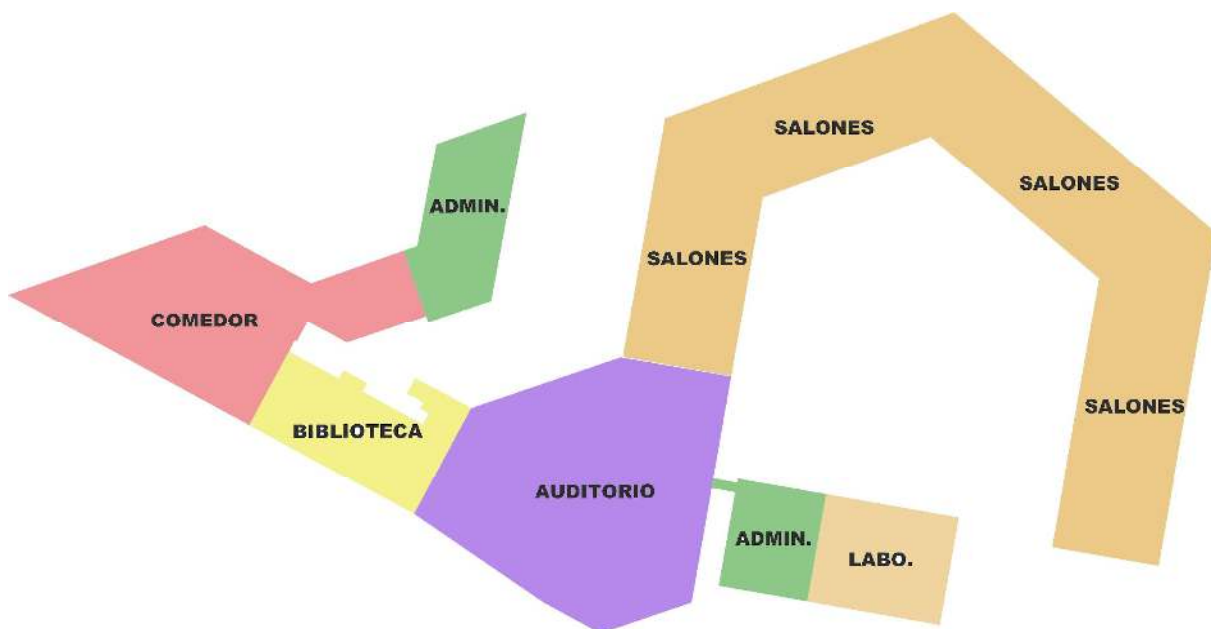 SALONES
SALONES
ADMIN.
SALONES
COMEDOR
SALONES
BIBLIOTECA
AUDITORIO
ADMIN.
LABO.